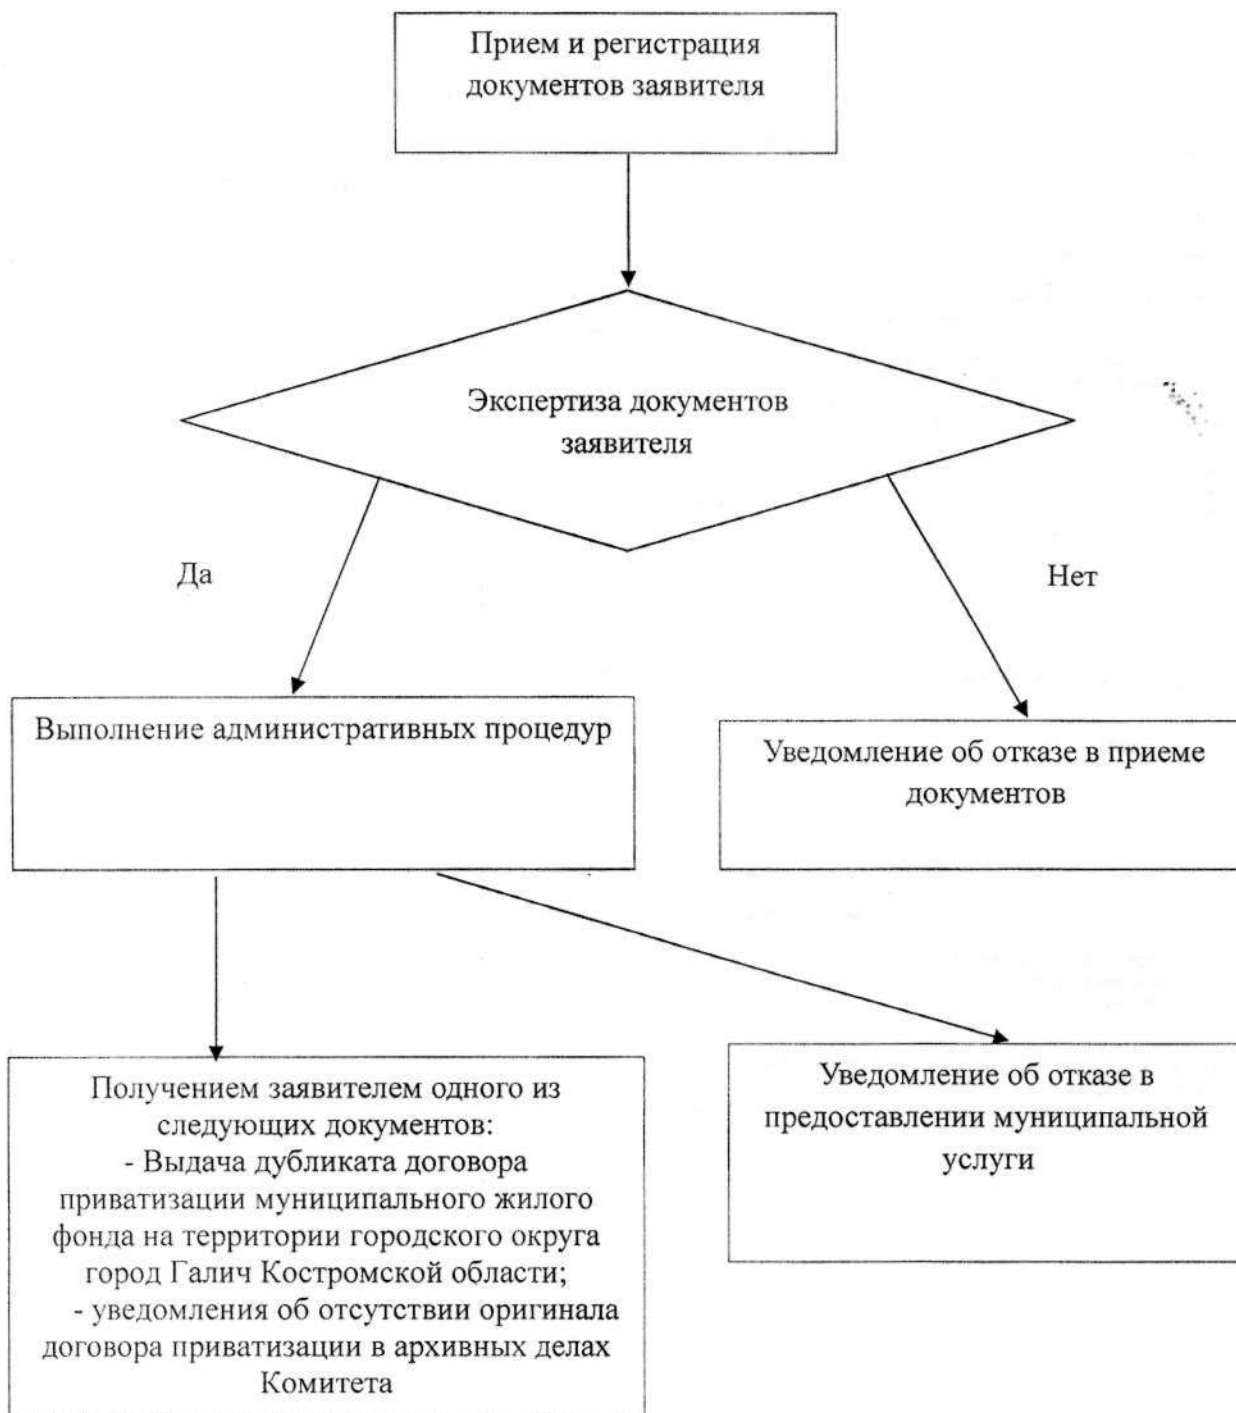 Прием и регистрация
документов заявителя
Экспертиза документов
заявителя
Да
Нет
Выполнение административных процедур
Уведомление об отказе в приеме
документов
Получением заявителем одного из
следующих документов:
- Выдача дубликата договора
приватизации муниципального жилого
фонда на территории городского округа
город Галич Костромской области;
- уведомления об отсутствии оригинала
договора приватизации в архивных делах
Комитета
Уведомление об отказе в
предоставлении муниципальной
услуги